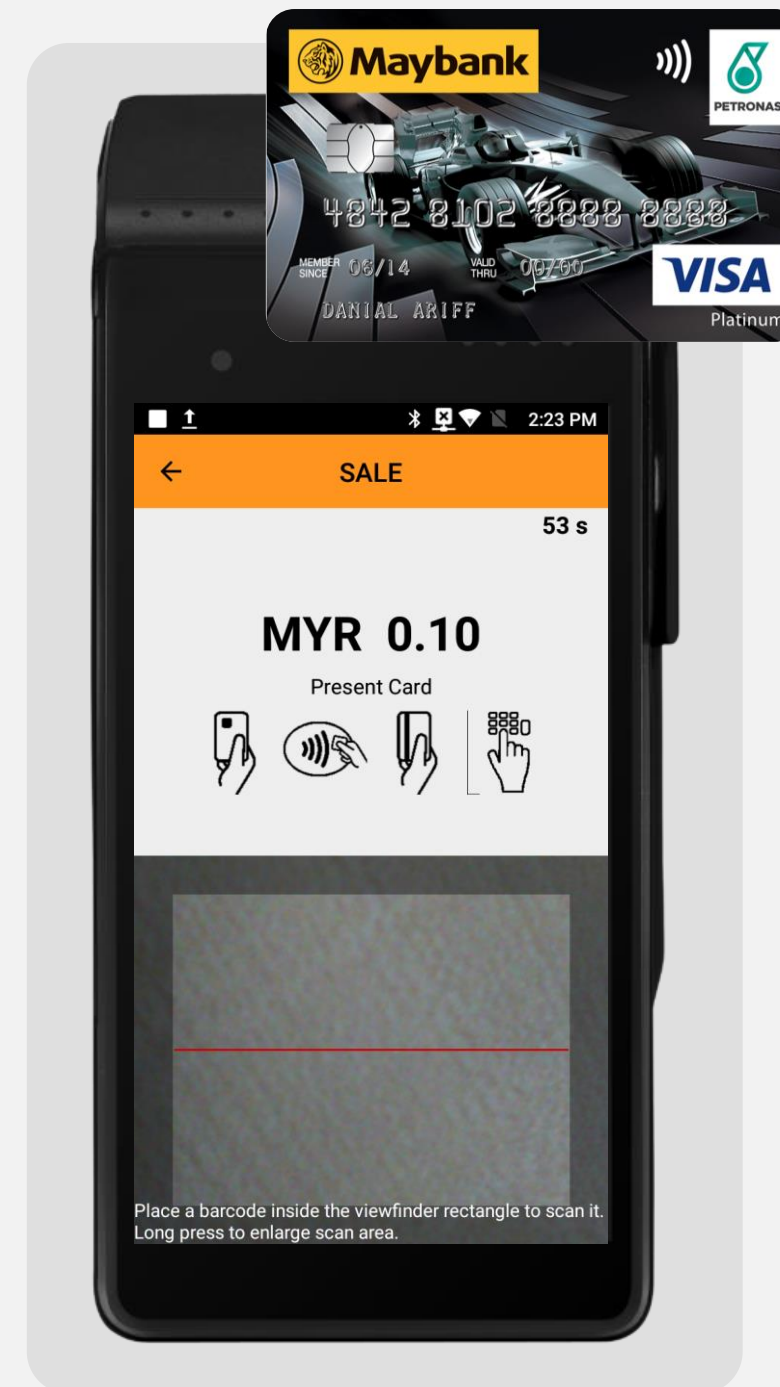 Maybank
PETRONAS
4842 8102 8888 8888
MEMBER SINCE 06/14 VALID THRU 00/00
DANIAL ARIFF
VISA
Platinum
2:23 PM
SALE
53 s
MYR 0.10
Present Card
Place a barcode inside the viewfinder rectangle to scan it.
Long press to enlarge scan area.